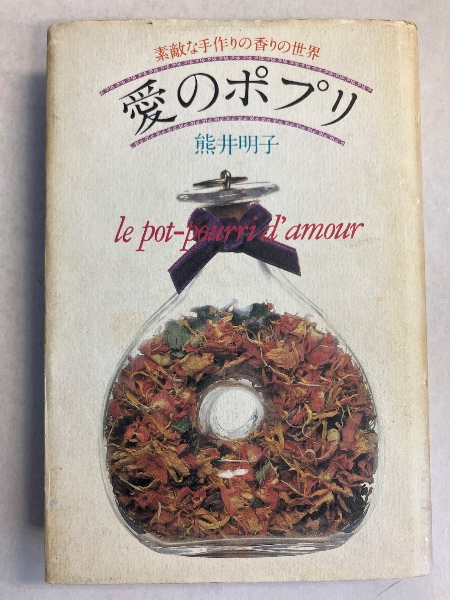 素敵な手作りの香りの世界
愛のポプリ
熊井明子
le pot-pourri d'amour